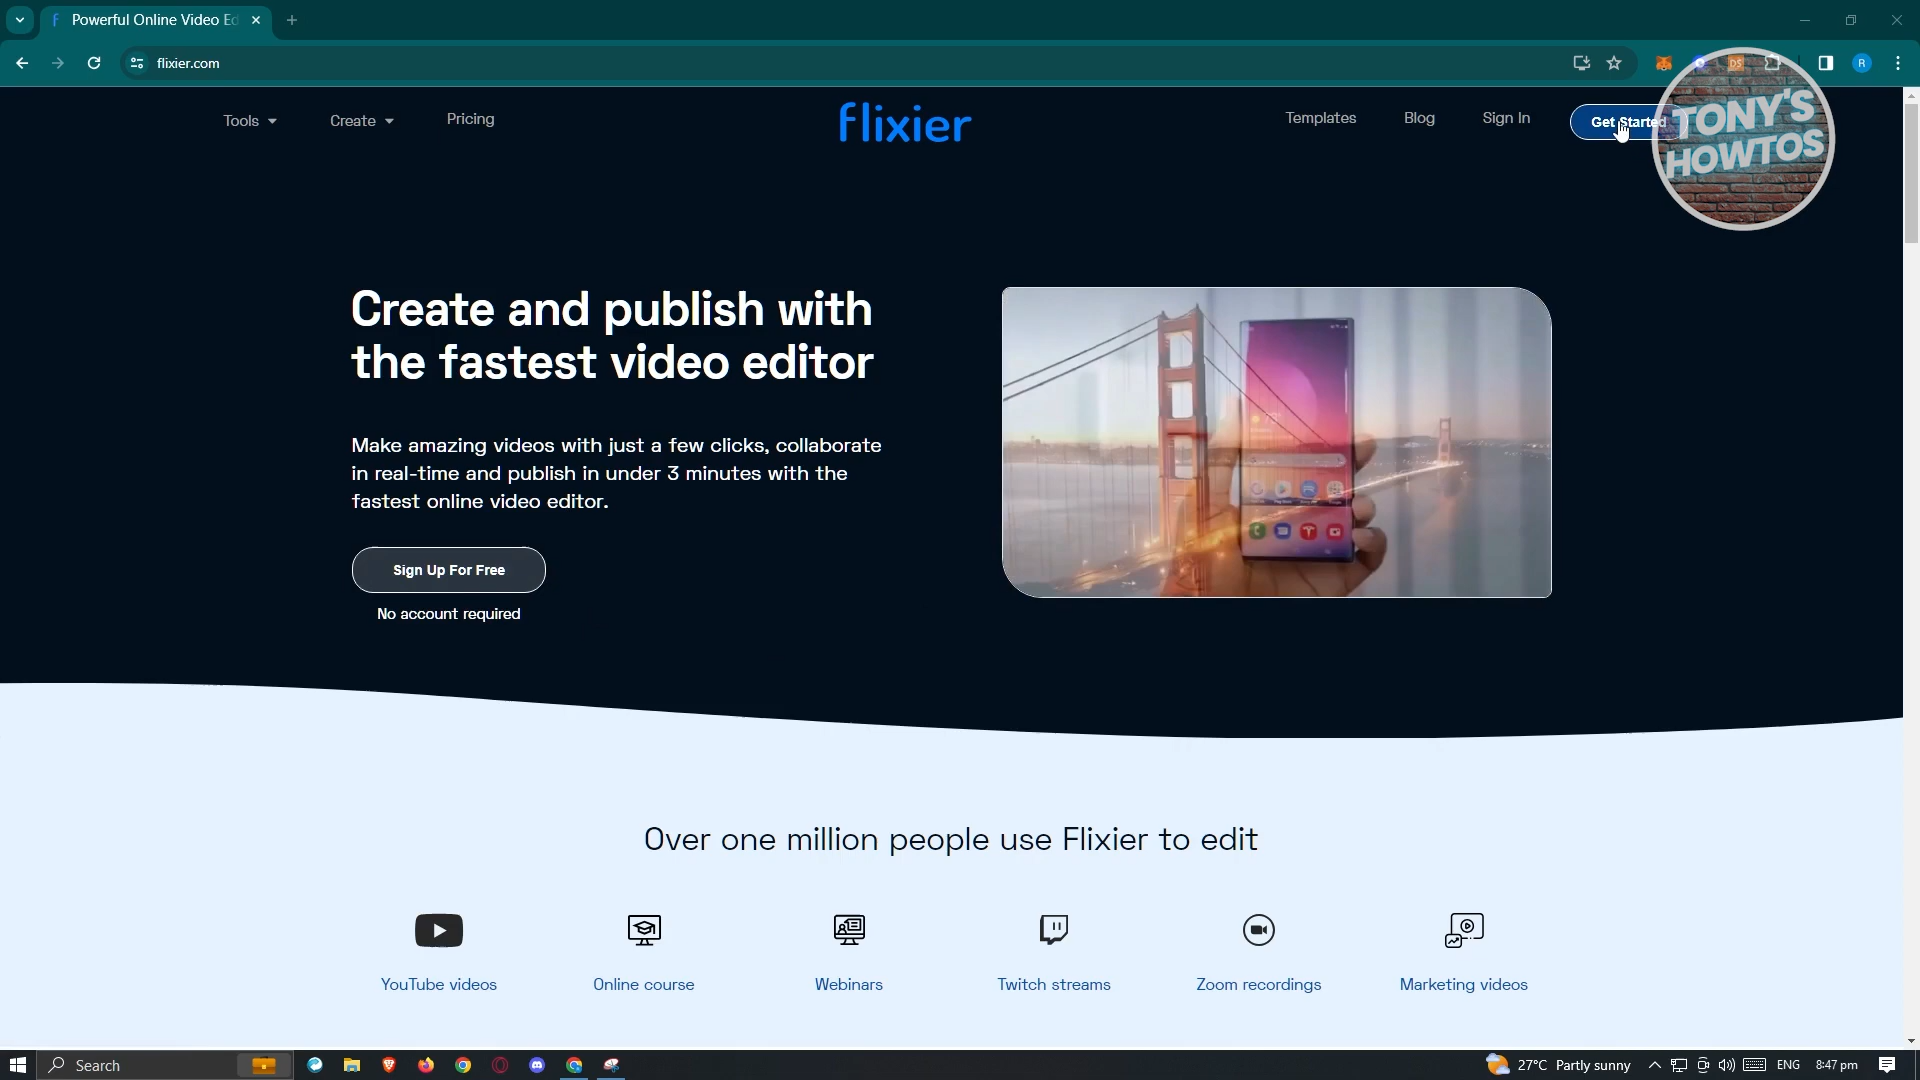 Powerful Online Video Ed
flixier.com
Tools
Create
Pricing
flixier
Templates
Blog
Sign In
Get Started
TONY'S
HOWTOS
Create and publish with
the fastest video editor
Make amazing videos with just a few clicks, collaborate
in real-time and publish in under 3 minutes with the
fastest online video editor.
Sign Up For Free
No account required
Over one million people use Flixier to edit
YouTube videos
Online course
Webinars
Twitch streams
Zoom recordings
Marketing videos
Search
27°C Partly sunny
ENG
8:47 pm